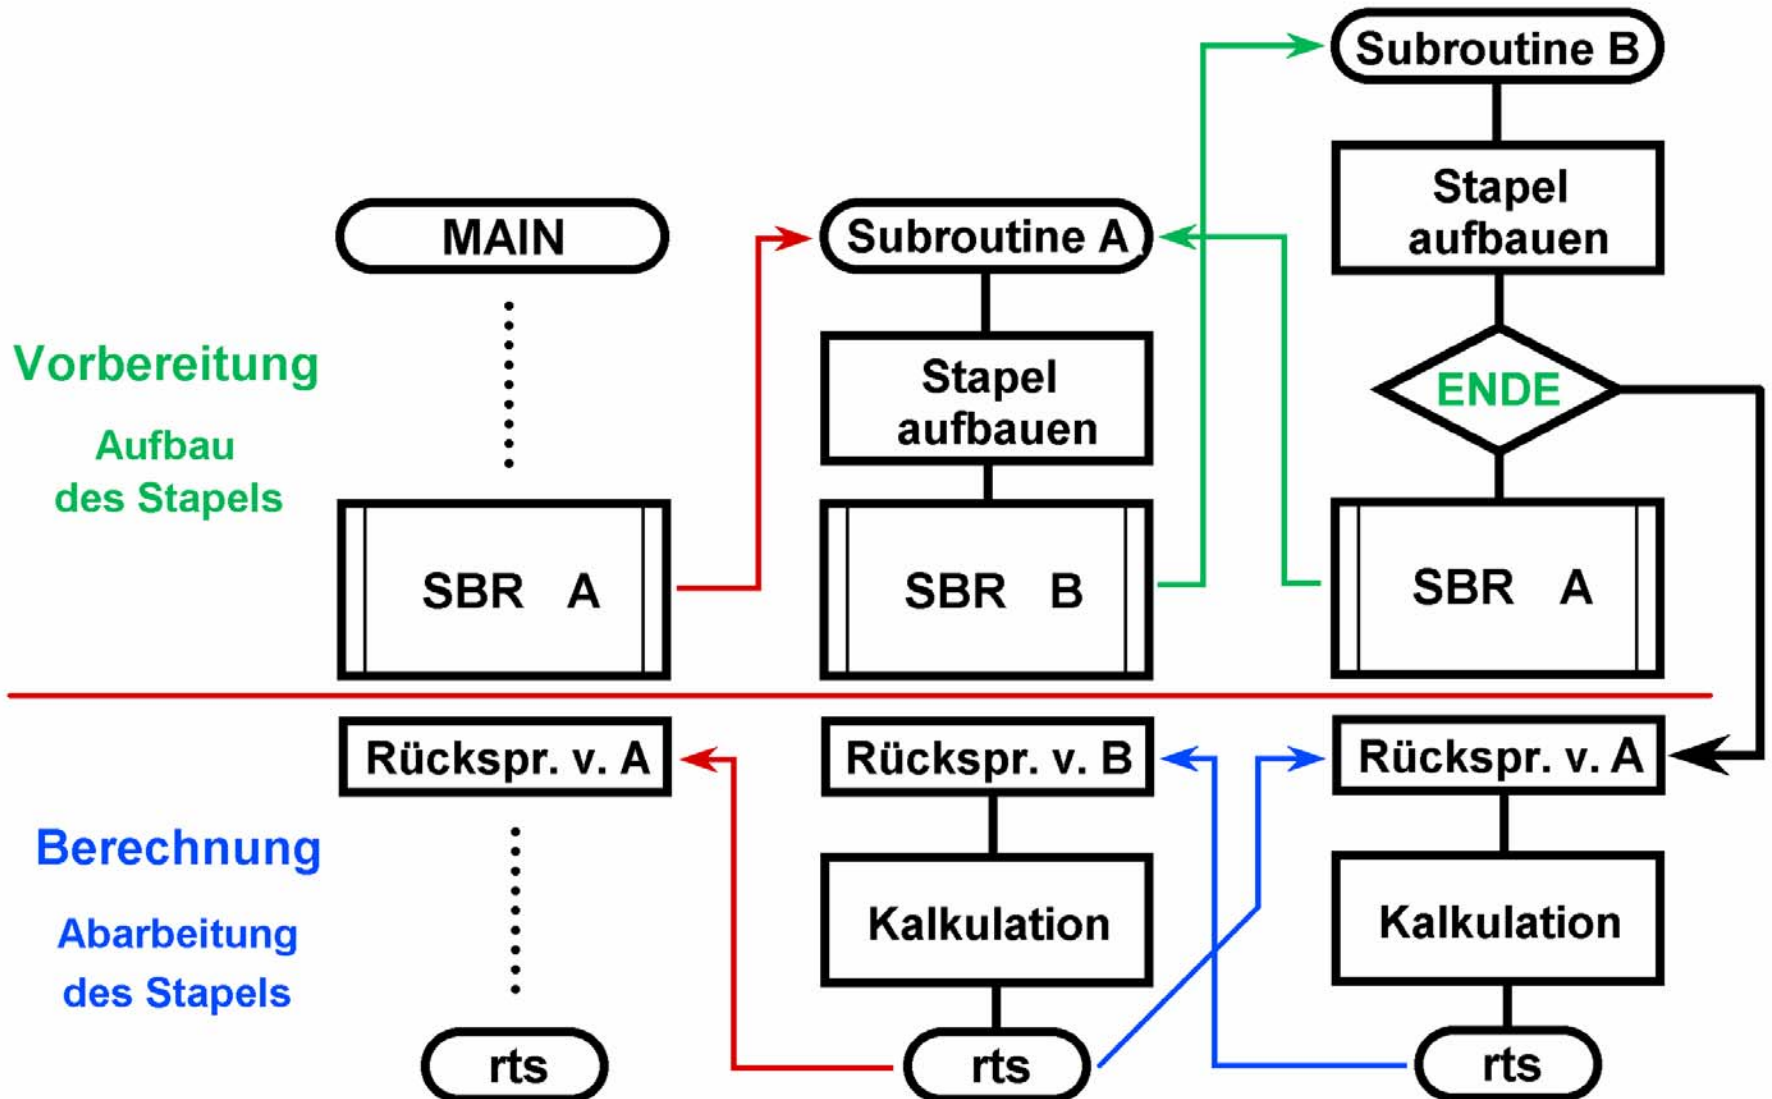 Subroutine B
Stapel
aufbauen
MAIN
Subroutine A
Vorbereitung
Aufbau
des Stapels
Stapel
aufbauen
ENDE
SBR A
SBR B
SBR A
Rückspr. v. A
Rückspr. v. B
Rückspr. v. A
Berechnung
Abarbeitung
des Stapels
Kalkulation
Kalkulation
rts
rts
rts